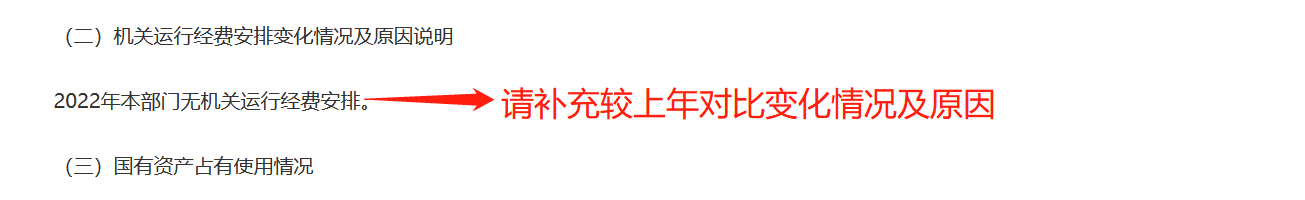 （二）机关运行经费安排变化情况及原因说明
2022年本部门无机关运行经费安排。
请补充较上年对比变化情况及原因
（三）国有资产占有使用情况